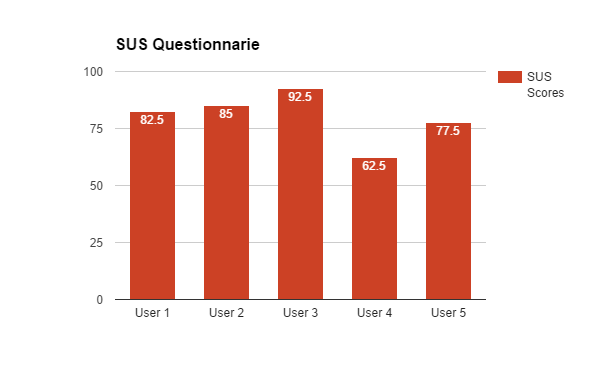 SUS Questionnarie
100
75
50
25
0
82.5
85
92.5
62.5
77.5
User 1
User 2
User 3
User 4
User 5
SUS
Scores